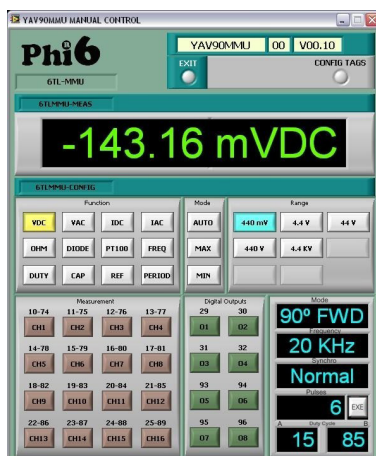 YAV90MMU MANUAL CONTROL
Phi6
®
6TL-MMU
YAV90MMU 00 V00.10
EXIT CONFIG TAGS
6TLMMU-MEAS
-143.16 mVDC
6TLMMU-CONFIG
Function Mode Range
VDC VAC IDC IAC AUTO 440 mV 4.4 V 44 V
OHM DIODE PT100 FREQ MAX 440 V 4.4 KV
DUTY CAP REF PERIOD MIN
Measurement Digital Outputs Mode
10-74 11-75 12-76 13-77 29 30 90º FWD
CH1 CH2 CH3 CH4 O1 O2 Frequency
14-78 15-79 16-80 17-81 31 32 20 KHz
CH5 CH6 CH7 CH8 O3 O4 Synchro
18-82 19-83 20-84 21-85 93 94 Normal
CH9 CH10 CH11 CH12 O5 O6 Pulses
6 EXE
22-86 23-87 24-88 25-89 95 96 A Duty Cycle B
CH13 CH14 CH15 CH16 O7 O8 15 85